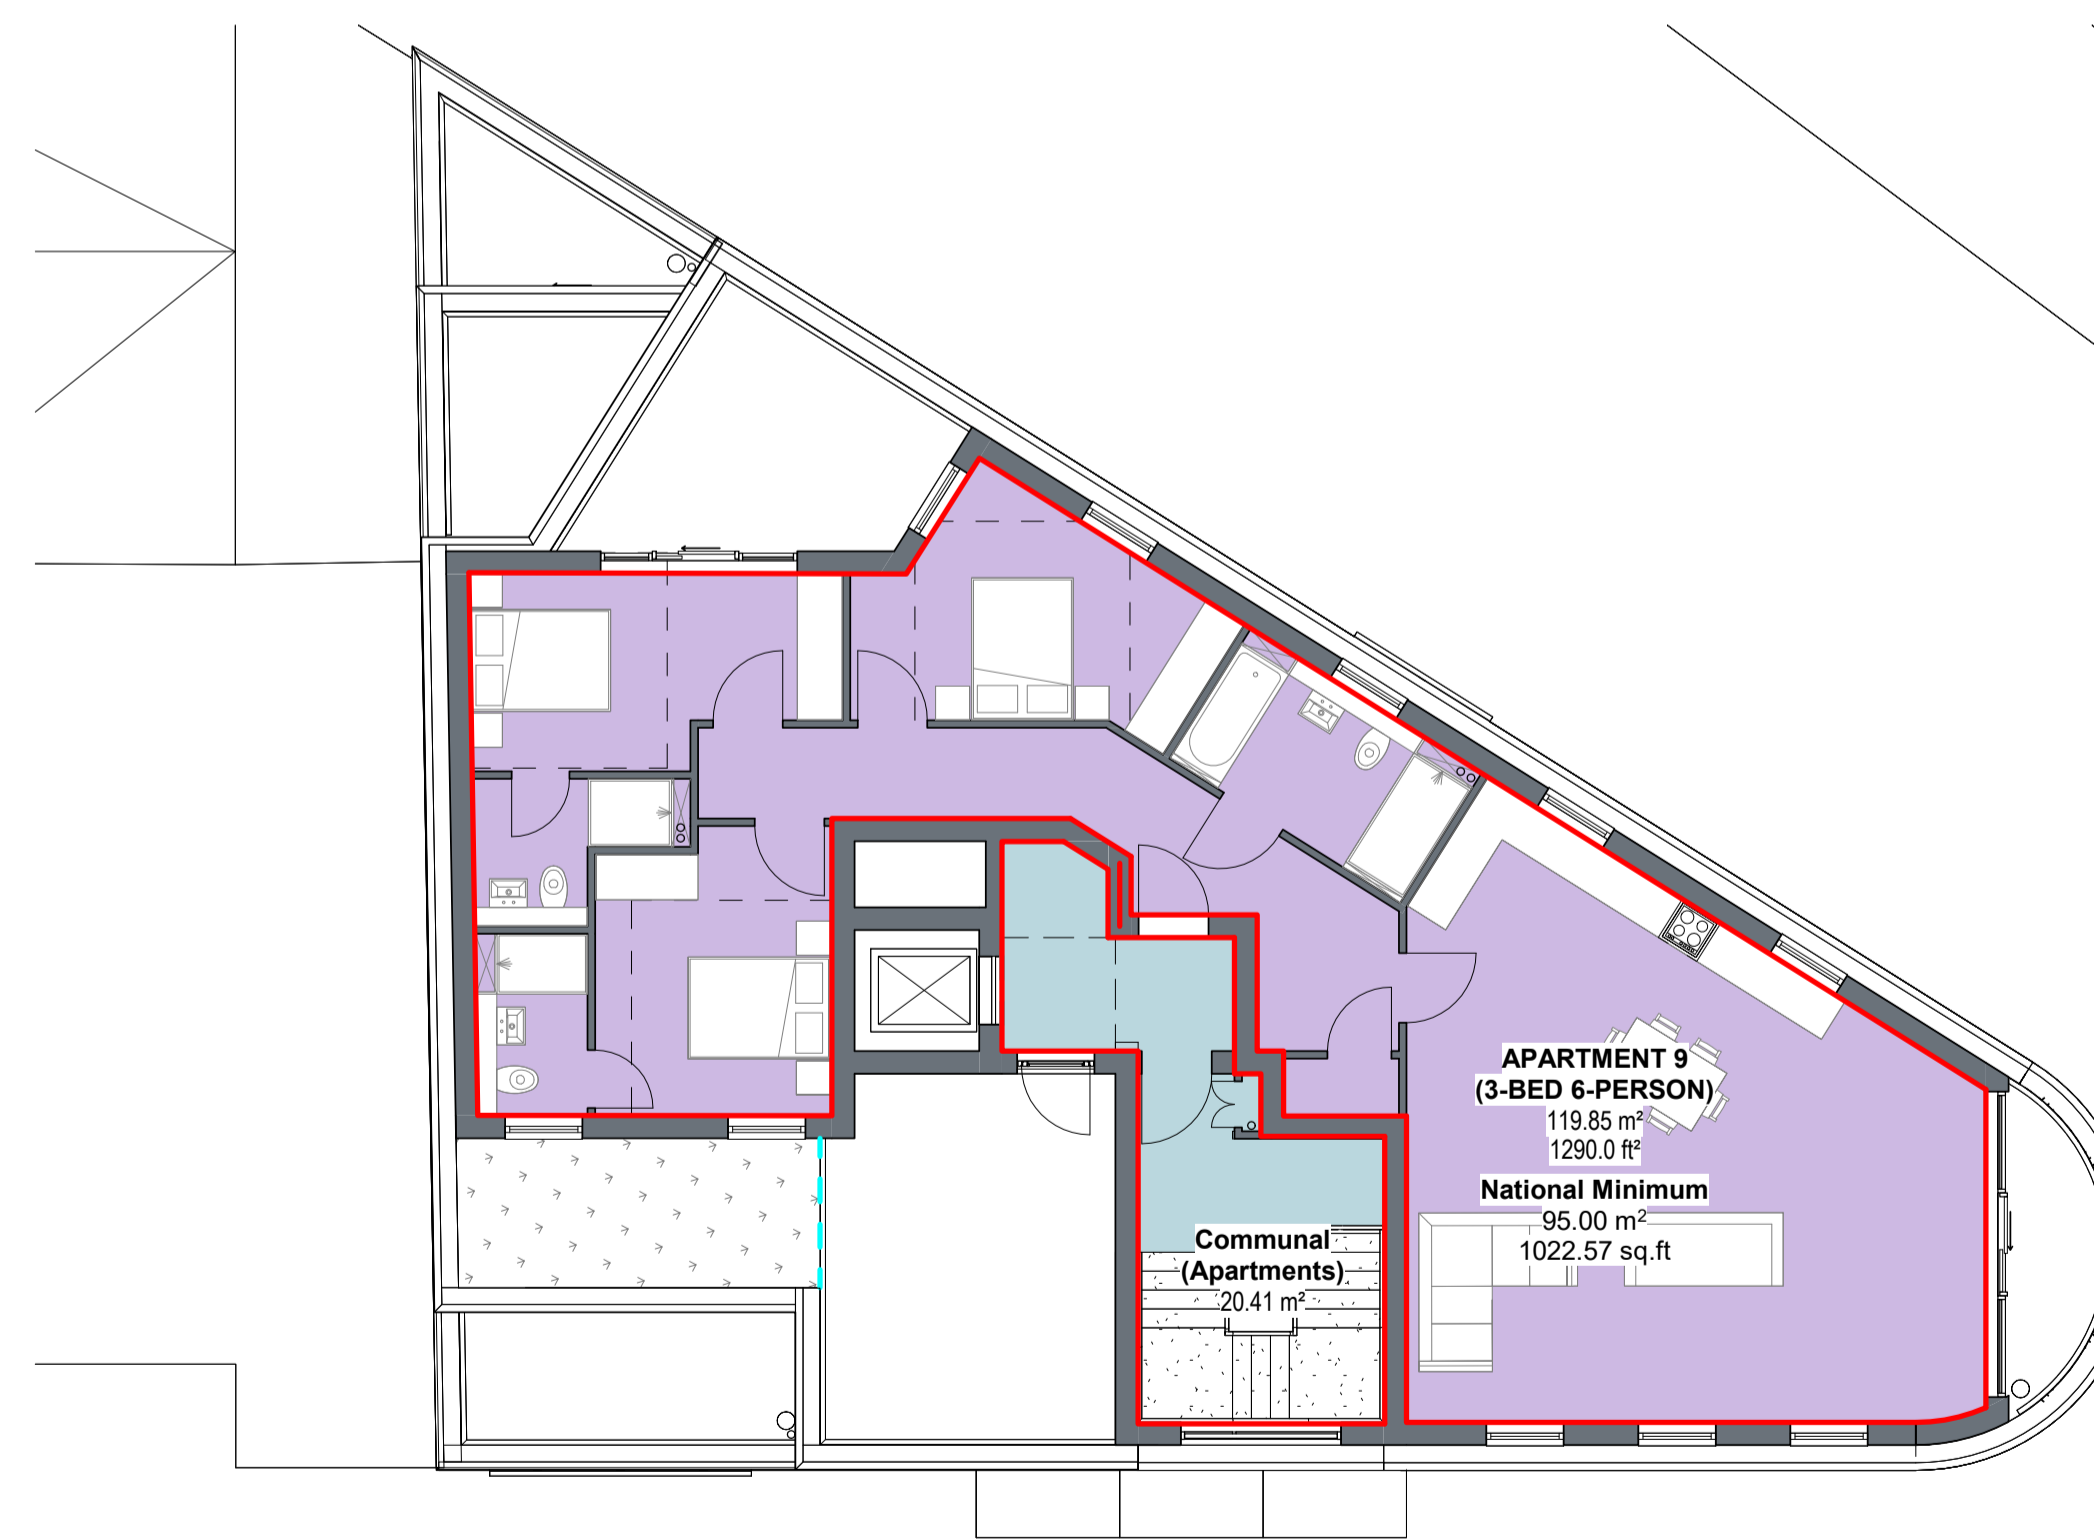 APARTMENT 9
(3-BED 6-PERSON)
119.85 m²
1290.0 ft²
National Minimum
95.00 m²
1022.57 sq.ft
Communal
(Apartments)
20.41 m²